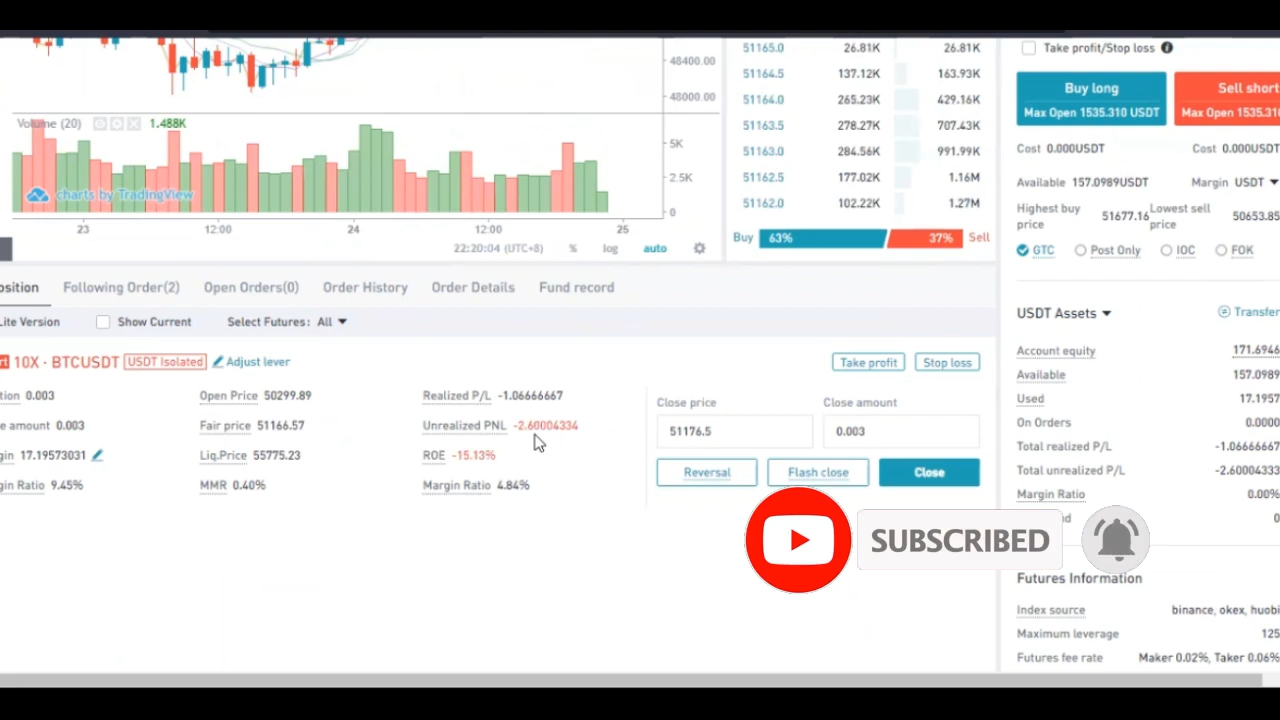 51165.0 26.81K 26.81K
51164.5 137.12K 163.93K
51164.0 265.23K 429.16K
51163.5 278.27K 707.43K
51163.0 284.56K 991.99K
51162.5 177.02K 1.16M
51162.0 102.22K 1.27M
Buy 63% 37% Sell
48400.00
48000.00
Volume (20) 1.488K
5K
2.5K
0
charts by TradingView
23 12:00 24 12:00 25
22:20:04 (UTC+8) % log auto
Take profit/Stop loss
Buy long
Max Open 1535.310 USDT
Sell short
Max Open 1535.310
Cost 0.000USDT Cost 0.000USDT
Available 157.0989USDT Margin USDT
Highest buy price 51677.16 Lowest sell price 50653.85
GTC Post Only IOC FOK
osition Following Order(2) Open Orders(0) Order History Order Details Fund record
Lite Version Show Current Select Futures: All
rt 10X · BTCUSDT USDT Isolated Adjust lever Take profit Stop loss
tion 0.003 Open Price 50299.89 Realized P/L -1.06666667
e amount 0.003 Fair price 51166.57 Unrealized PNL -2.60004334
gin 17.19573031 Liq.Price 55775.23 ROE -15.13%
gin Ratio 9.45% MMR 0.40% Margin Ratio 4.84%
Close price Close amount
51176.5 0.003
Reversal Flash close Close
SUBSCRIBED
USDT Assets Transfer
Account equity 171.6946
Available 157.0989
Used 17.1957
On Orders 0.0000
Total realized P/L -1.06666667
Total unrealized P/L -2.60004333
Margin Ratio 0.00%
d 0
Futures Information
Index source binance, okex, huobi
Maximum leverage 125
Futures fee rate Maker 0.02%, Taker 0.06%